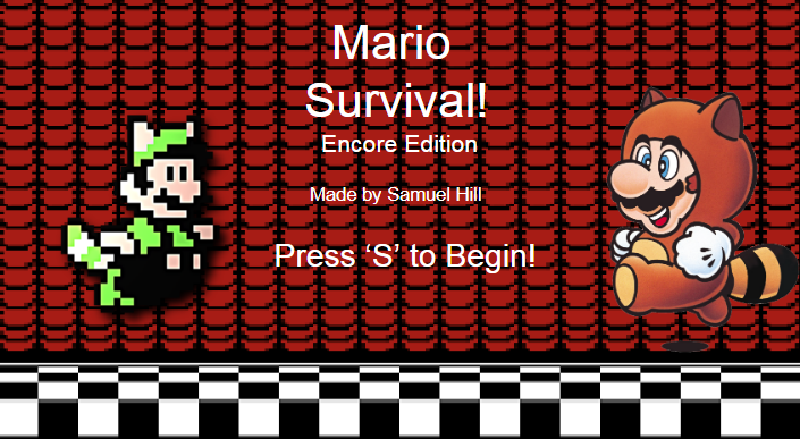 Mario
Survival!
Encore Edition
Made by Samuel Hill
Press ‘S’ to Begin!